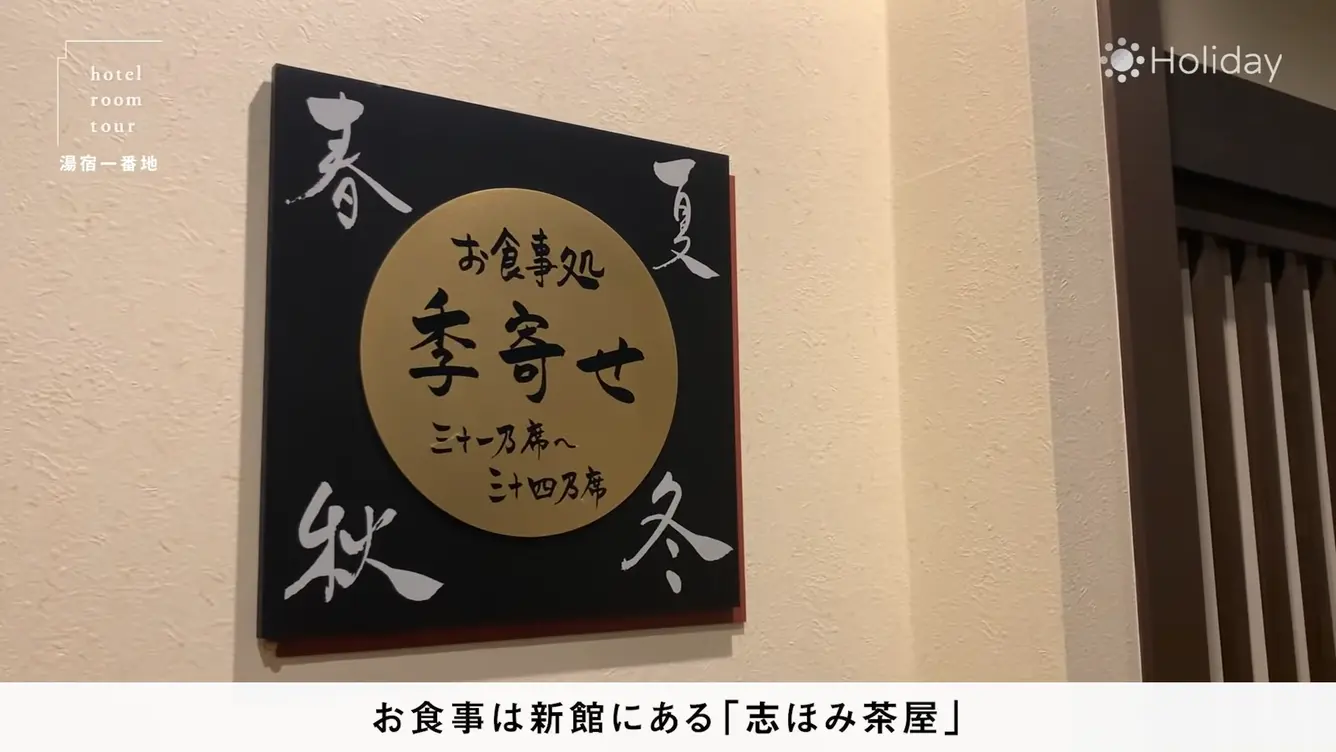 hotel
room
tour
湯宿一番地
Holiday
春
夏
お食事処
季寄せ
三十一乃席へ
三十四乃席
秋
冬
お食事は新館にある「志ほみ茶屋」